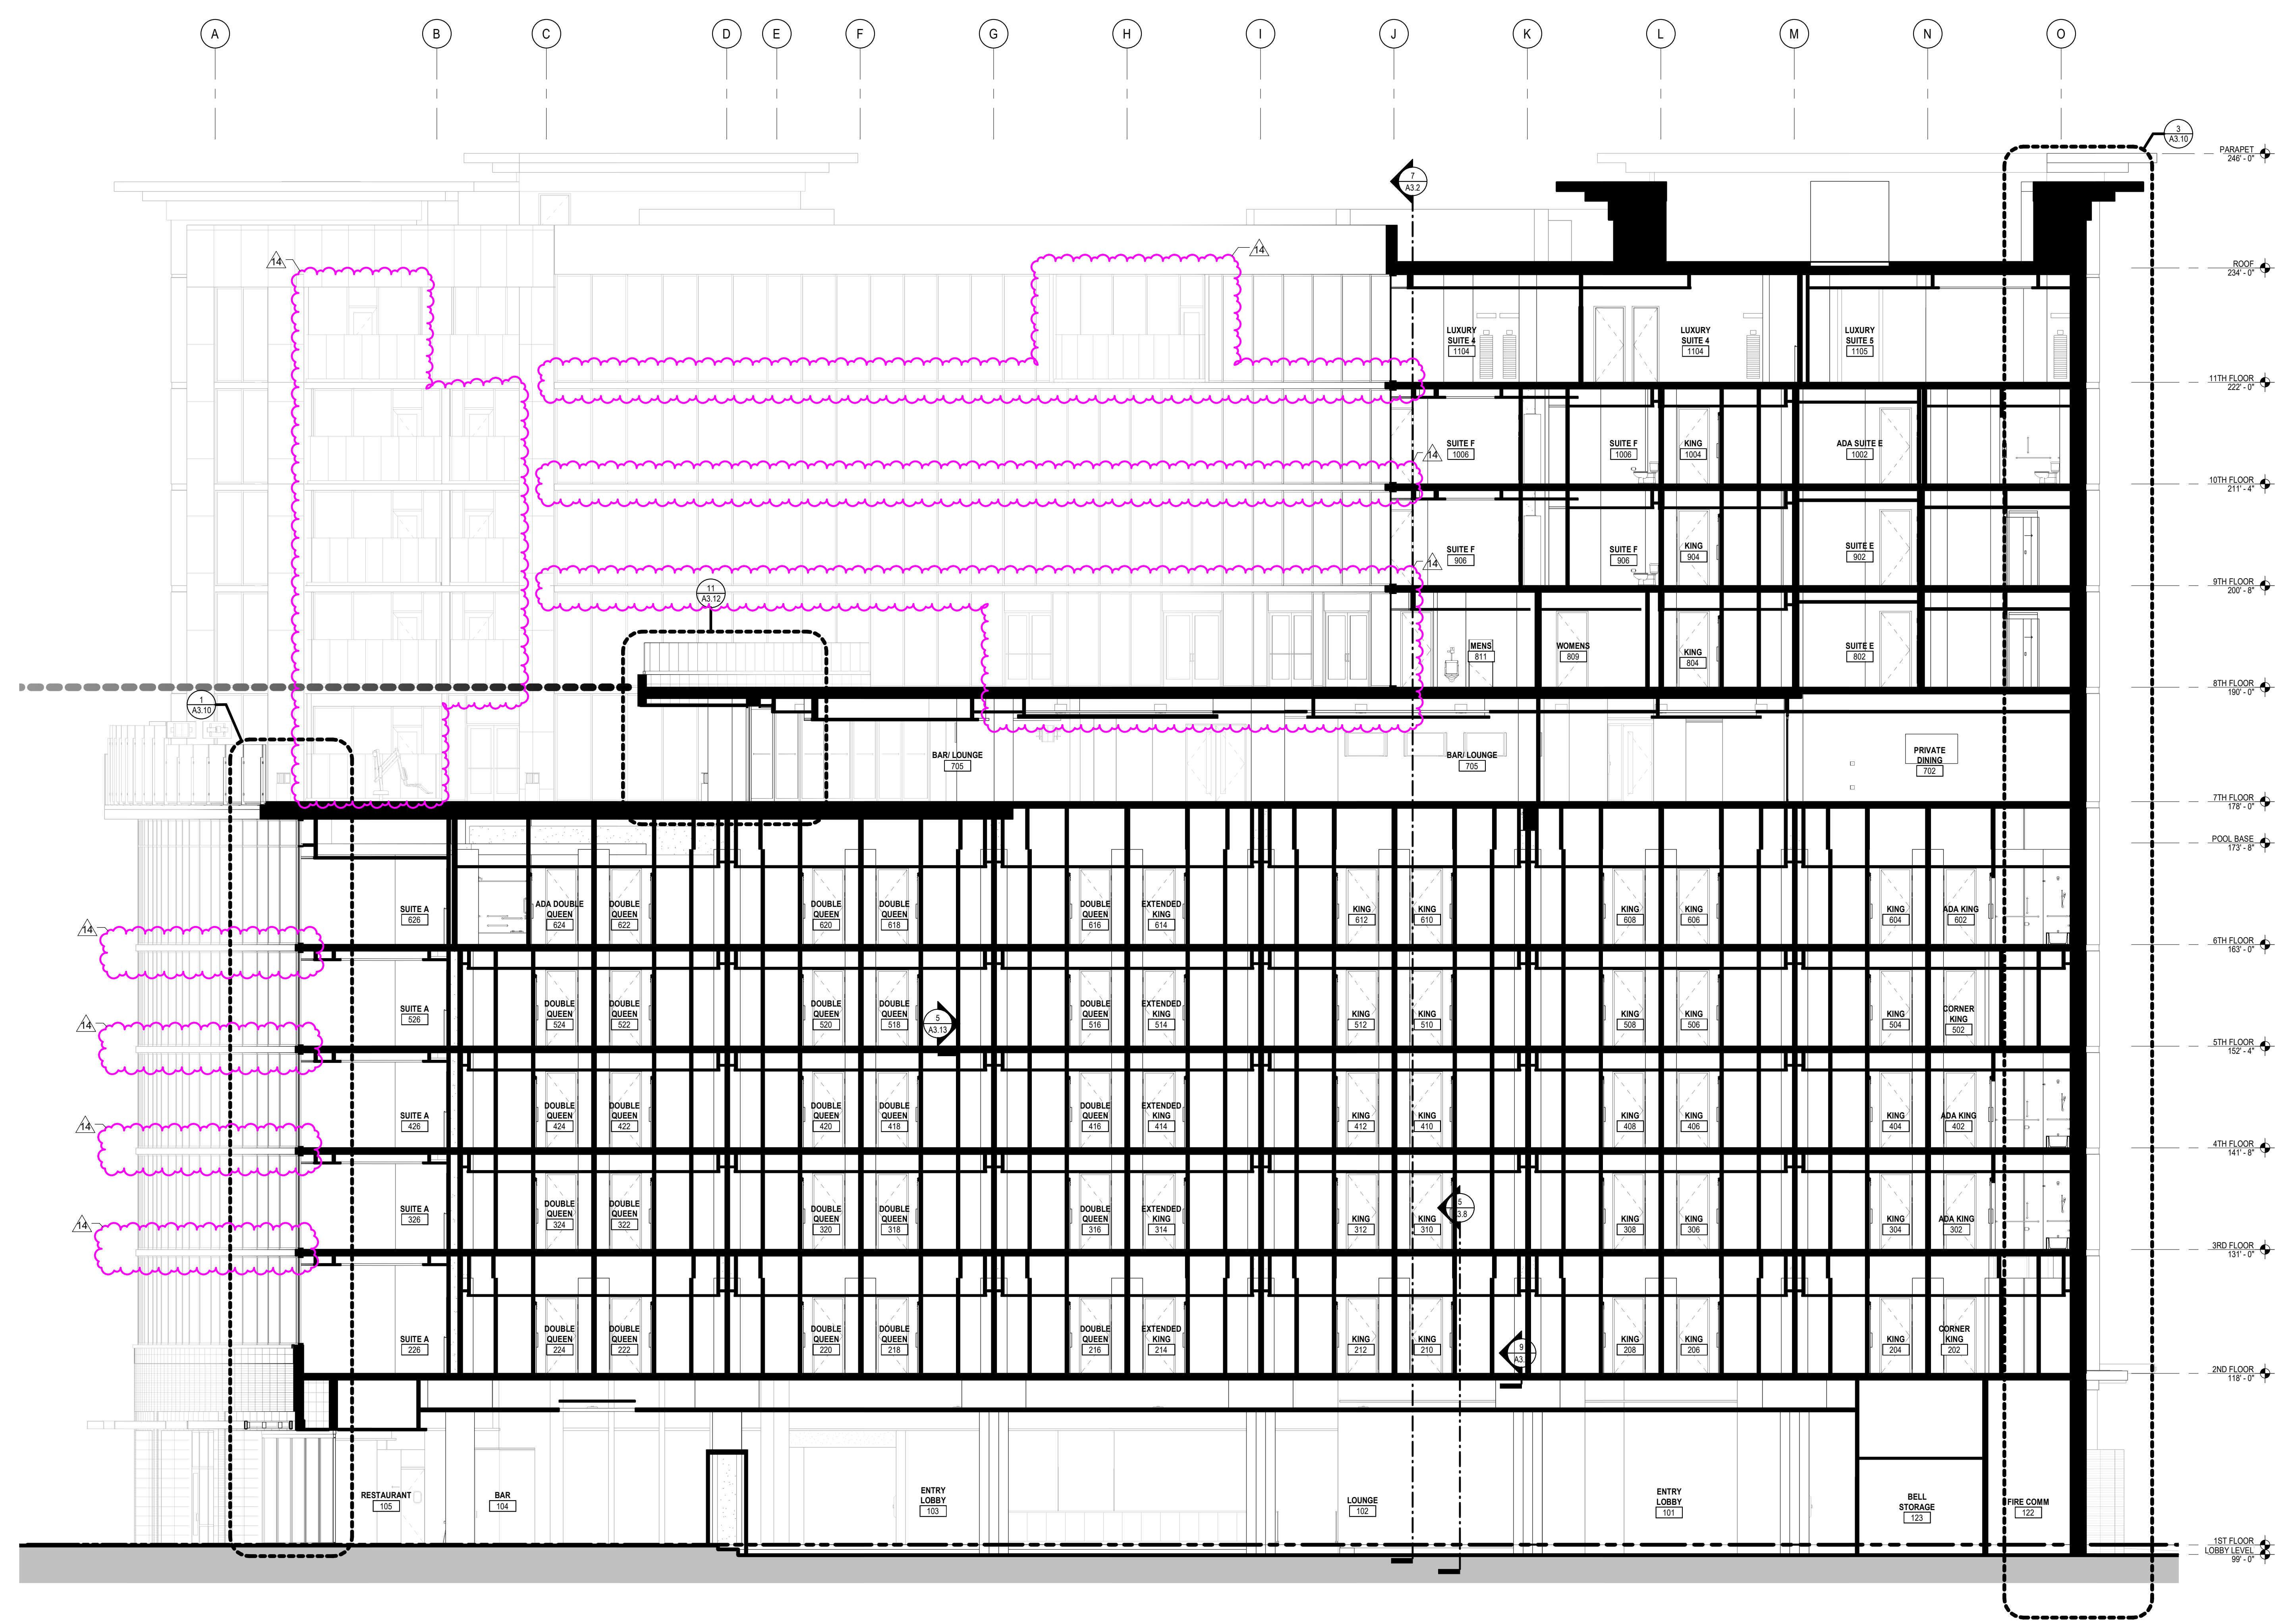 A B C D E F G H I J K L M N O
3
A3.10
PARAPET
246' - 0"
7
A3.2
14
14
ROOF
234' - 0"
LUXURY SUITE 4 1104
LUXURY SUITE 4 1104
LUXURY SUITE 5 1105
11TH FLOOR
222' - 0"
SUITE F 1006
SUITE F 1006
KING 1004
ADA SUITE E 1002
14
10TH FLOOR
211' - 4"
SUITE F 906
SUITE F 906
KING 904
SUITE E 902
14
9TH FLOOR
200' - 8"
11
A3.12
MENS 811
WOMENS 809
KING 804
SUITE E 802
8TH FLOOR
190' - 0"
1
A3.10
BAR/ LOUNGE 705
BAR/ LOUNGE 705
PRIVATE DINING 702
7TH FLOOR
178' - 0"
POOL BASE
173' - 8"
SUITE A 626
ADA DOUBLE QUEEN 624
DOUBLE QUEEN 622
DOUBLE QUEEN 620
DOUBLE QUEEN 618
DOUBLE QUEEN 616
EXTENDED KING 614
KING 612
KING 610
KING 608
KING 606
KING 604
ADA KING 602
14
6TH FLOOR
163' - 0"
SUITE A 526
DOUBLE QUEEN 524
DOUBLE QUEEN 522
DOUBLE QUEEN 520
DOUBLE QUEEN 518
5
A3.13
DOUBLE QUEEN 516
EXTENDED KING 514
KING 512
KING 510
KING 508
KING 506
KING 504
CORNER KING 502
14
5TH FLOOR
152' - 4"
SUITE A 426
DOUBLE QUEEN 424
DOUBLE QUEEN 422
DOUBLE QUEEN 420
DOUBLE QUEEN 418
DOUBLE QUEEN 416
EXTENDED KING 414
KING 412
KING 410
KING 408
KING 406
KING 404
ADA KING 402
14
4TH FLOOR
141' - 8"
SUITE A 326
DOUBLE QUEEN 324
DOUBLE QUEEN 322
DOUBLE QUEEN 320
DOUBLE QUEEN 318
DOUBLE QUEEN 316
EXTENDED KING 314
KING 312
KING 310
5
KING 308
KING 306
KING 304
ADA KING 302
14
3RD FLOOR
131' - 0"
SUITE A 226
DOUBLE QUEEN 224
DOUBLE QUEEN 222
DOUBLE QUEEN 220
DOUBLE QUEEN 218
DOUBLE QUEEN 216
EXTENDED KING 214
KING 212
KING 210
9
KING 208
KING 206
KING 204
CORNER KING 202
2ND FLOOR
118' - 0"
RESTAURANT 105
BAR 104
ENTRY LOBBY 103
LOUNGE 102
ENTRY LOBBY 101
BELL STORAGE 123
FIRE COMM 122
1ST FLOOR
LOBBY LEVEL
99' - 0"